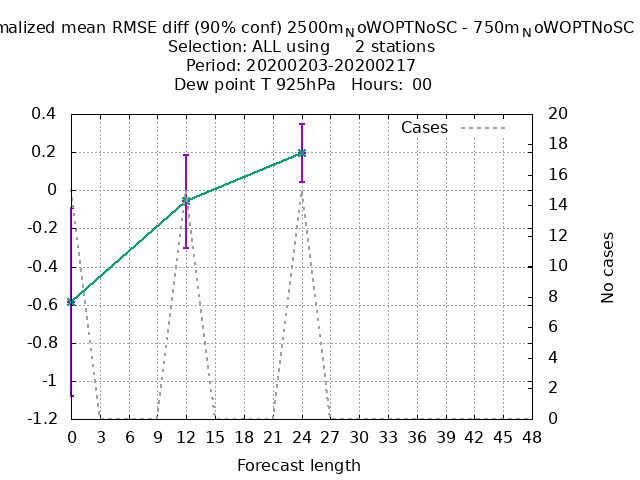 malized mean RMSE diff (90% conf) 2500mNoWOPTNoSC - 750mNoWOPTNoSC
Selection: ALL using 2 stations
Period: 20200203-20200217
Dew point T 925hPa Hours: 00
Cases
0.4
0.2
0
-0.2
-0.4
-0.6
-0.8
-1
-1.2
20
18
16
14
12
10
8
6
4
2
0
No cases
0 3 6 9 12 15 18 21 24 27 30 33 36 39 42 45 48
Forecast length